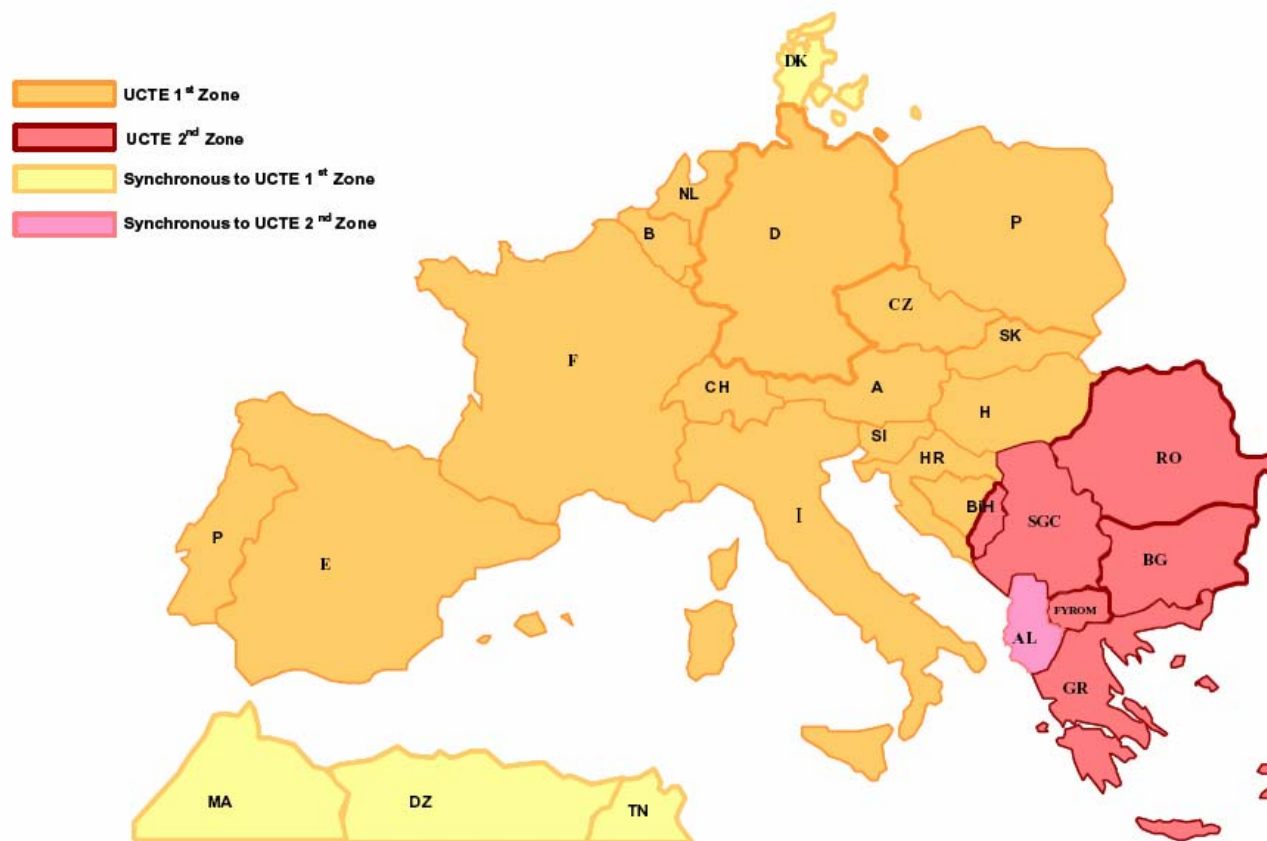 DK
UCTE 1st Zone
UCTE 2nd Zone
Synchronous to UCTE 1st Zone
Synchronous to UCTE 2nd Zone
NL
B
D
P
CZ
SK
F
CH
A
H
SI
HR
RO
I
BiH
SGC
P
E
BG
FYROM
AL
GR
MA
DZ
TN